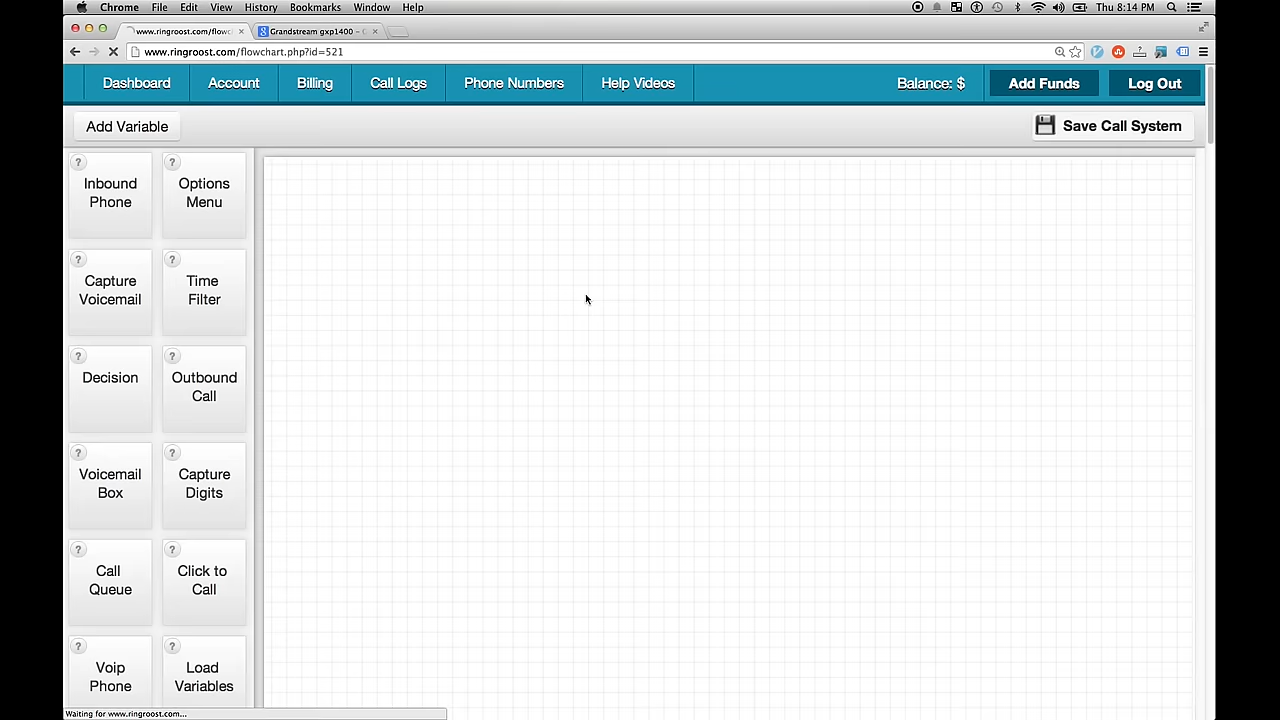 Chrome File Edit View History Bookmarks Window Help Thu 8:14 PM
www.ringroost.com/flowc
Grandstream gxp1400 -
www.ringroost.com/flowchart.php?id=521
Dashboard Account Billing Call Logs Phone Numbers Help Videos Balance: $ Add Funds Log Out
Add Variable Save Call System
? ?
Inbound
Phone
Options
Menu
? ?
Capture
Voicemail
Time
Filter
? ?
Decision
Outbound
Call
? ?
Voicemail
Box
Capture
Digits
? ?
Call
Queue
Click to
Call
? ?
Voip
Phone
Load
Variables
Waiting for www.ringroost.com...